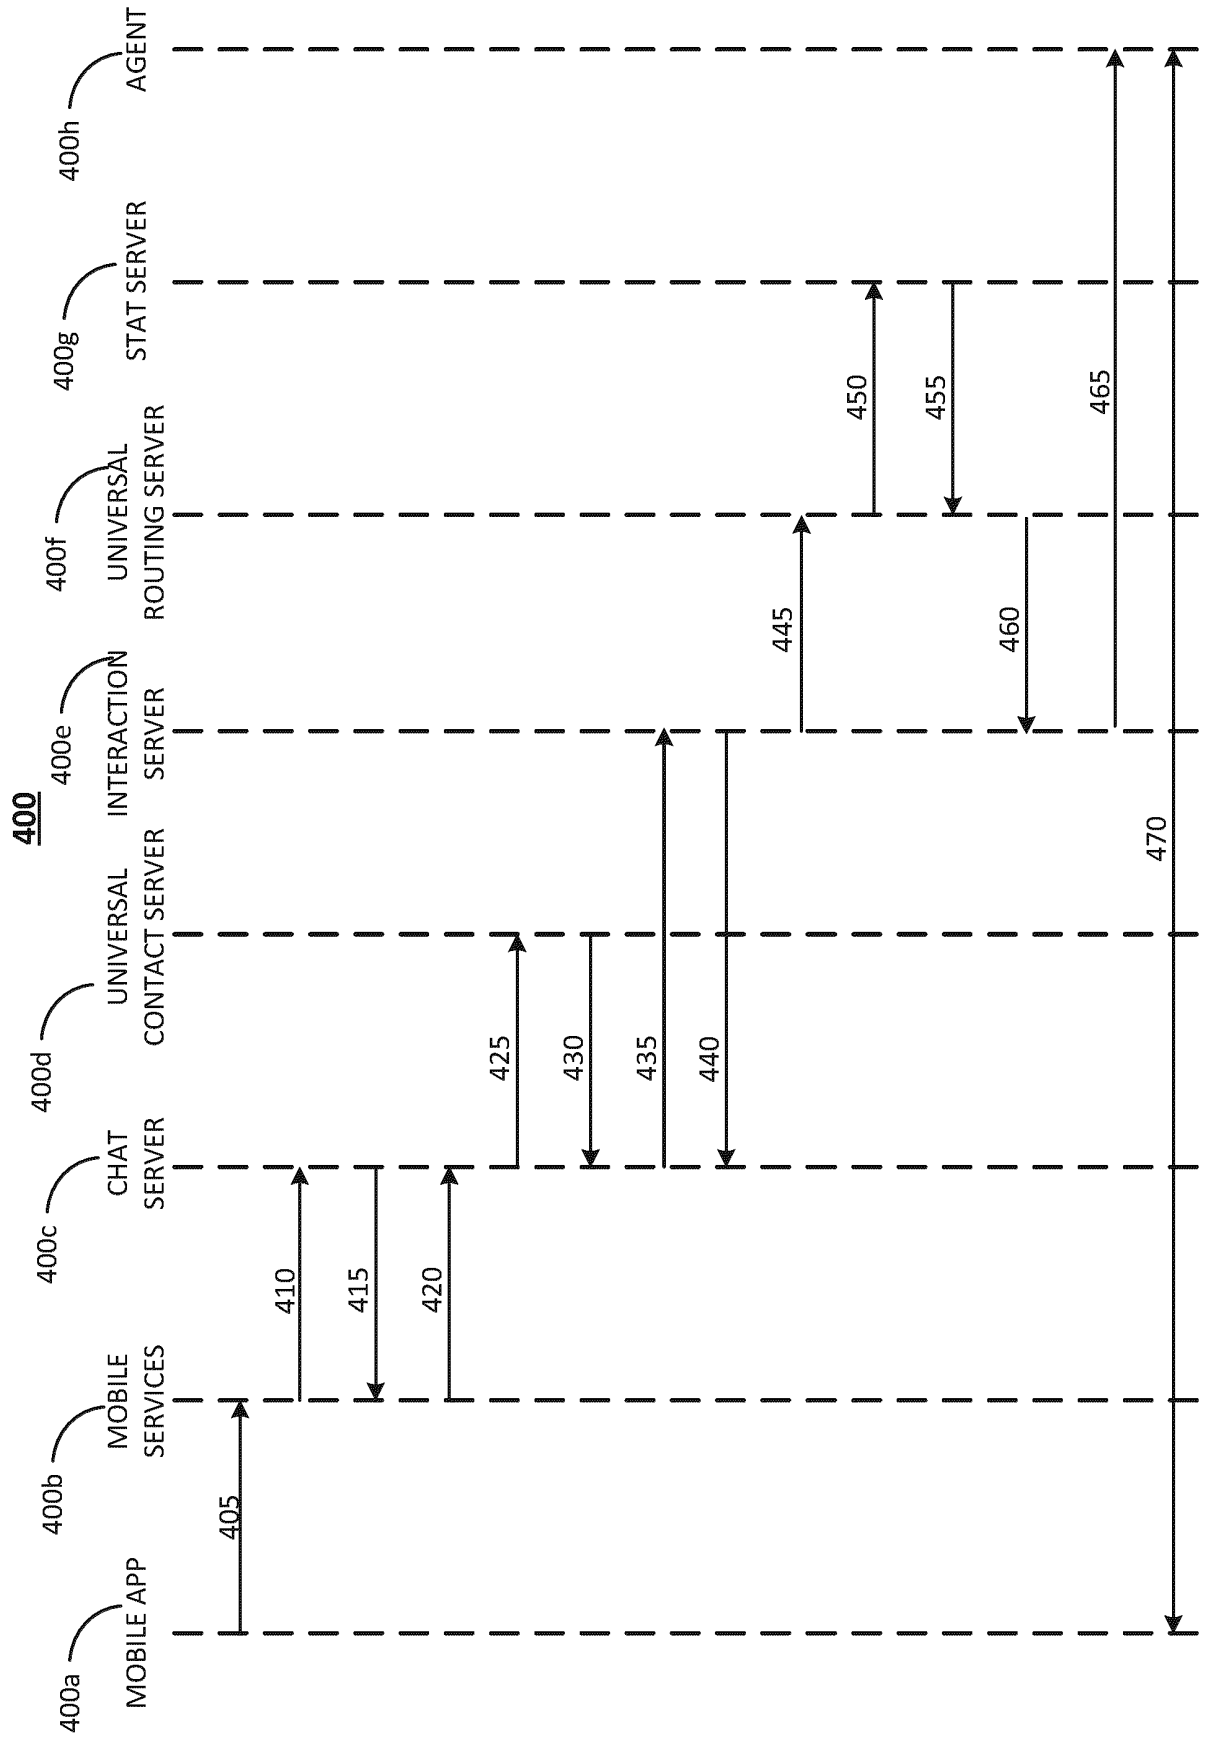 400
400a
MOBILE APP
400b
MOBILE
SERVICES
400c
CHAT
SERVER
400d
UNIVERSAL
CONTACT SERVER
400e
INTERACTION
SERVER
400f
UNIVERSAL
ROUTING SERVER
400g
STAT SERVER
400h
AGENT
405
410
415
420
425
430
435
440
445
450
455
460
465
470